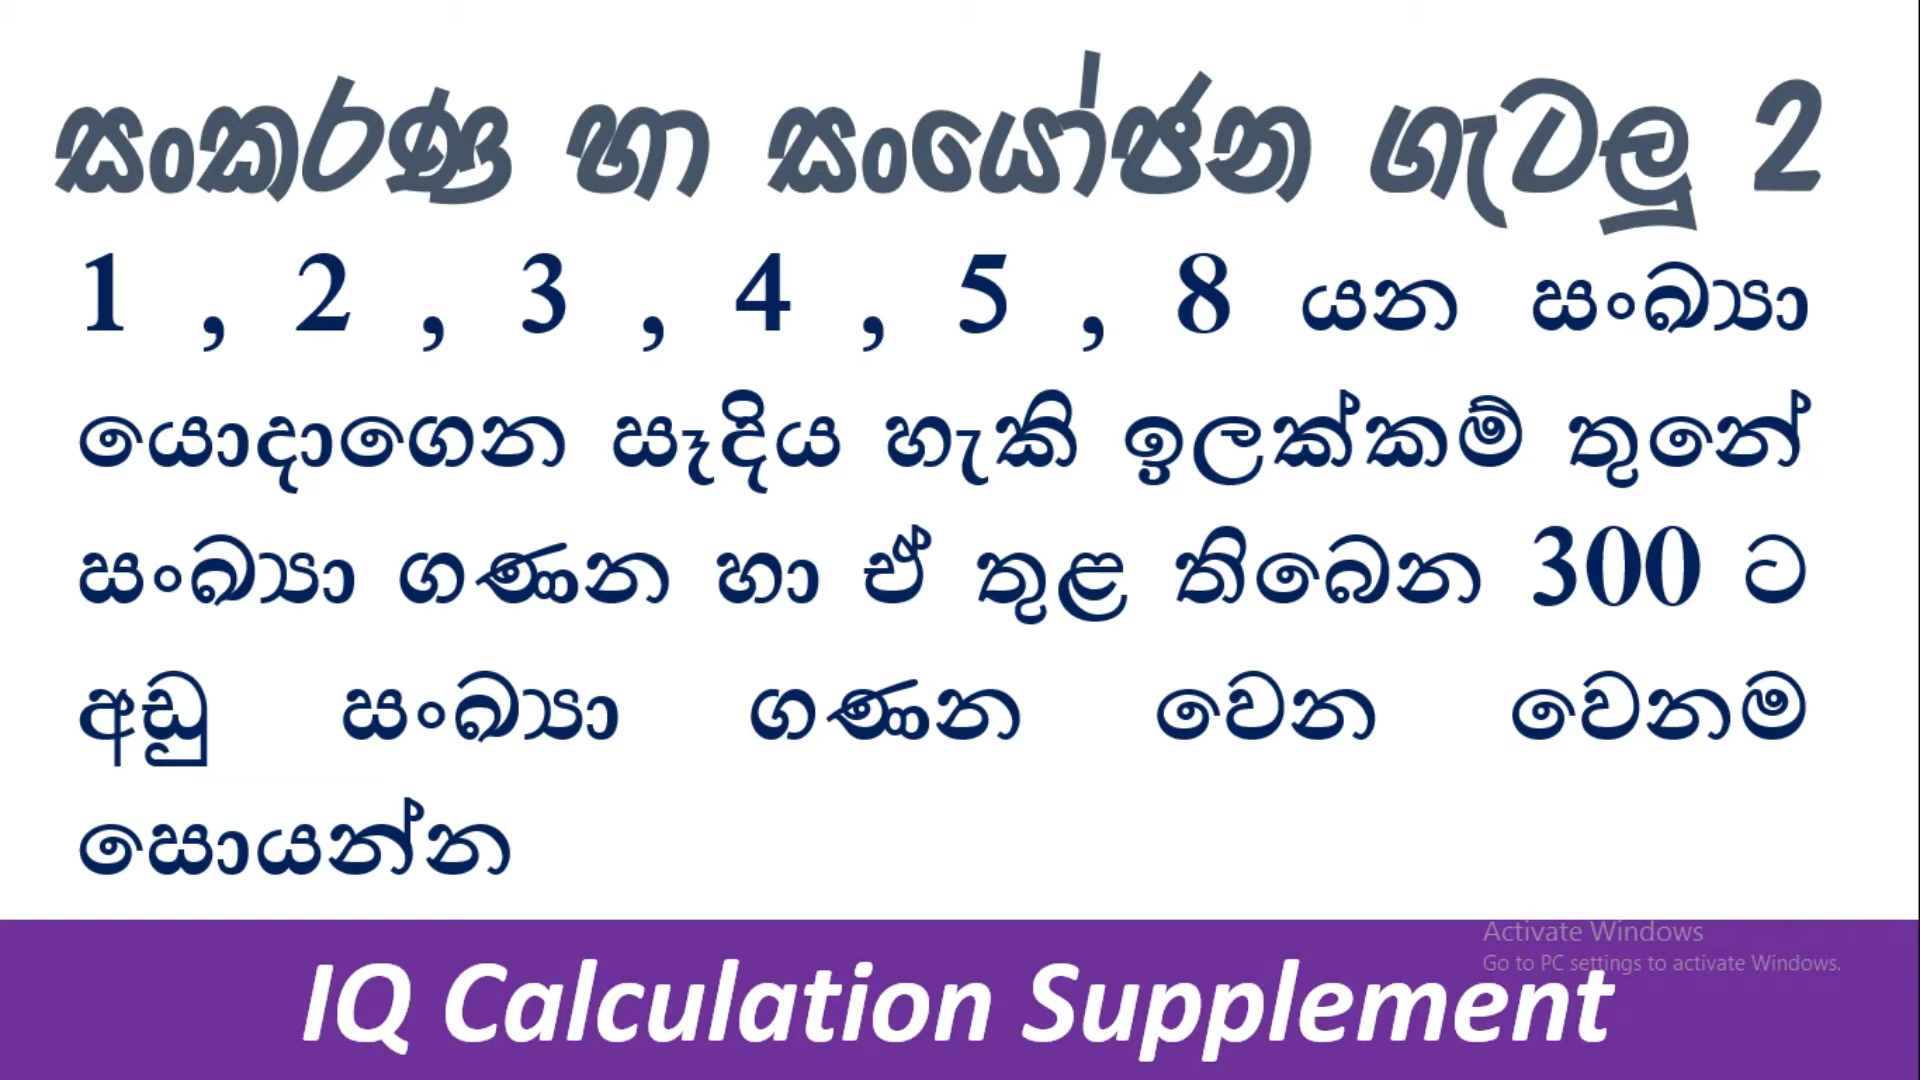 සංකරණ හා සංයෝජන ගැටලු 2
1 , 2 , 3 , 4 , 5 , 8 යන සංඛ්‍යා
යොදාගෙන සෑදිය හැකි ඉලක්කම් තුනේ
සංඛ්‍යා ගණන හා ඒ තුළ තිබෙන 300 ට
අඩු සංඛ්‍යා ගණන වෙන වෙනම
සොයන්න
Activate Windows
Go to PC settings to activate Windows.
IQ Calculation Supplement